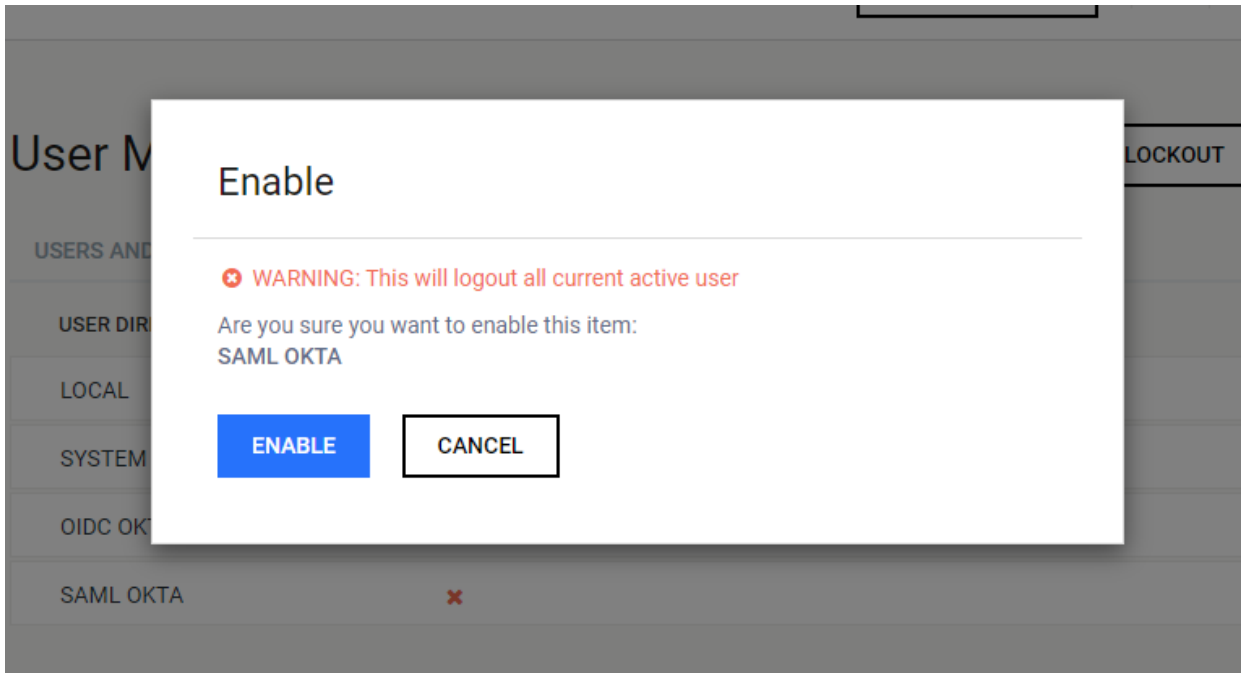 User M
LOCKOUT
Enable
USERS AND
WARNING: This will logout all current active user
USER DIR
Are you sure you want to enable this item:
SAML OKTA
LOCAL
ENABLE
CANCEL
SYSTEM
OIDC OK
SAML OKTA